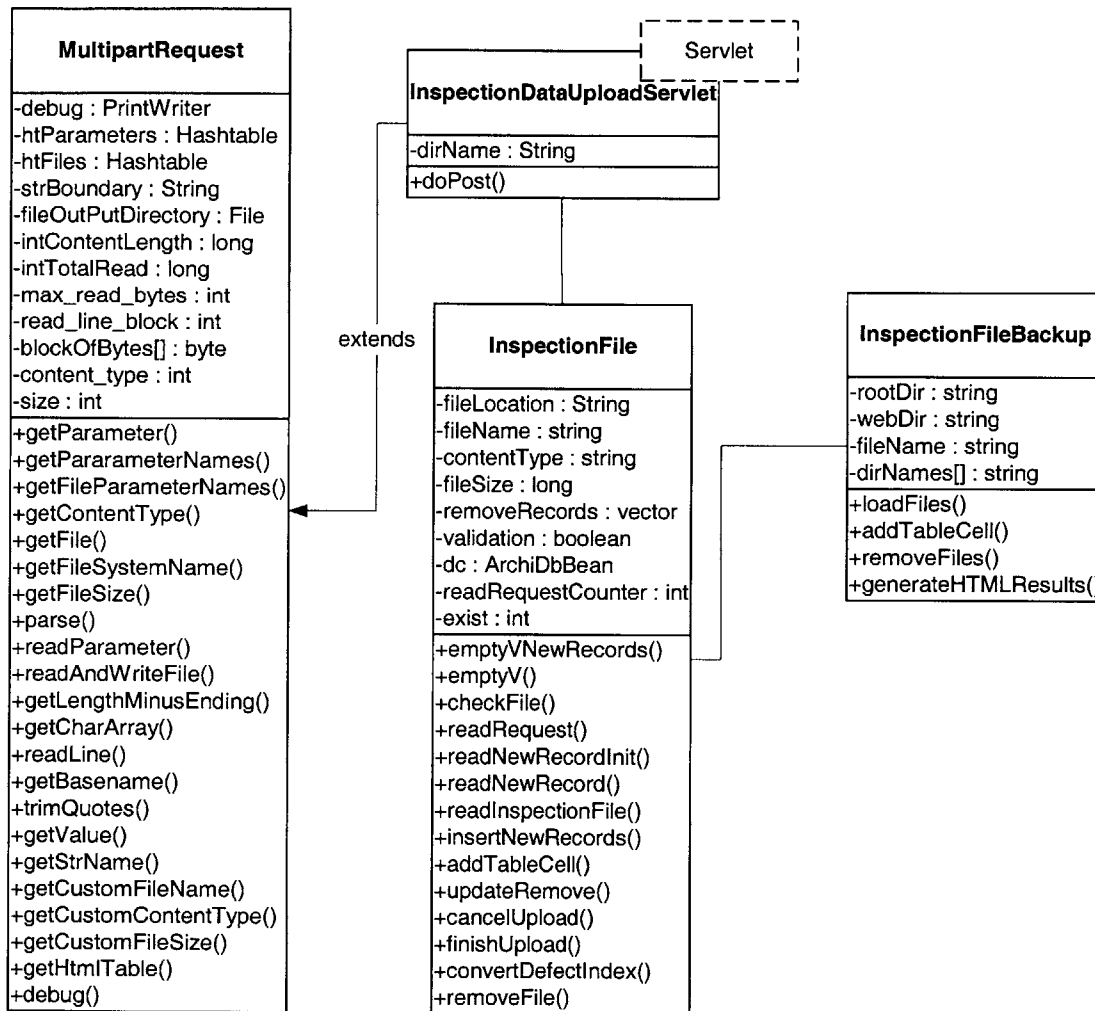 MultipartRequest
-debug : PrintWriter
-htParameters : Hashtable
-htFiles : Hashtable
-strBoundary : String
-fileOutPutDirectory : File
-intContentLength : long
-intTotalRead : long
-max_read_bytes : int
-read_line_block : int
-blockOfBytes[] : byte
-content_type : int
-size : int
+getParameter()
+getPararameterNames()
+getFileParameterNames()
+getContentType()
+getFile()
+getFileSystemName()
+getFileSize()
+parse()
+readParameter()
+readAndWriteFile()
+getLengthMinusEnding()
+getCharArray()
+readLine()
+getBasename()
+trimQuotes()
+getValue()
+getStrName()
+getCustomFileName()
+getCustomContentType()
+getCustomFileSize()
+getHtmlTable()
+debug()
extends
Servlet
InspectionDataUploadServlet
-dirName : String
+doPost()
InspectionFile
-fileLocation : String
-fileName : string
-contentType : string
-fileSize : long
-removeRecords : vector
-validation : boolean
-dc : ArchiDbBean
-readRequestCounter : int
-exist : int
+emptyVNewRecords()
+emptyV()
+checkFile()
+readRequest()
+readNewRecordInit()
+readNewRecord()
+readInspectionFile()
+insertNewRecords()
+addTableCell()
+updateRemove()
+cancelUpload()
+finishUpload()
+convertDefectIndex()
+removeFile()
InspectionFileBackup
-rootDir : string
-webDir : string
-fileName : string
-dirNames[] : string
+loadFiles()
+addTableCell()
+removeFiles()
+generateHTMLResults()